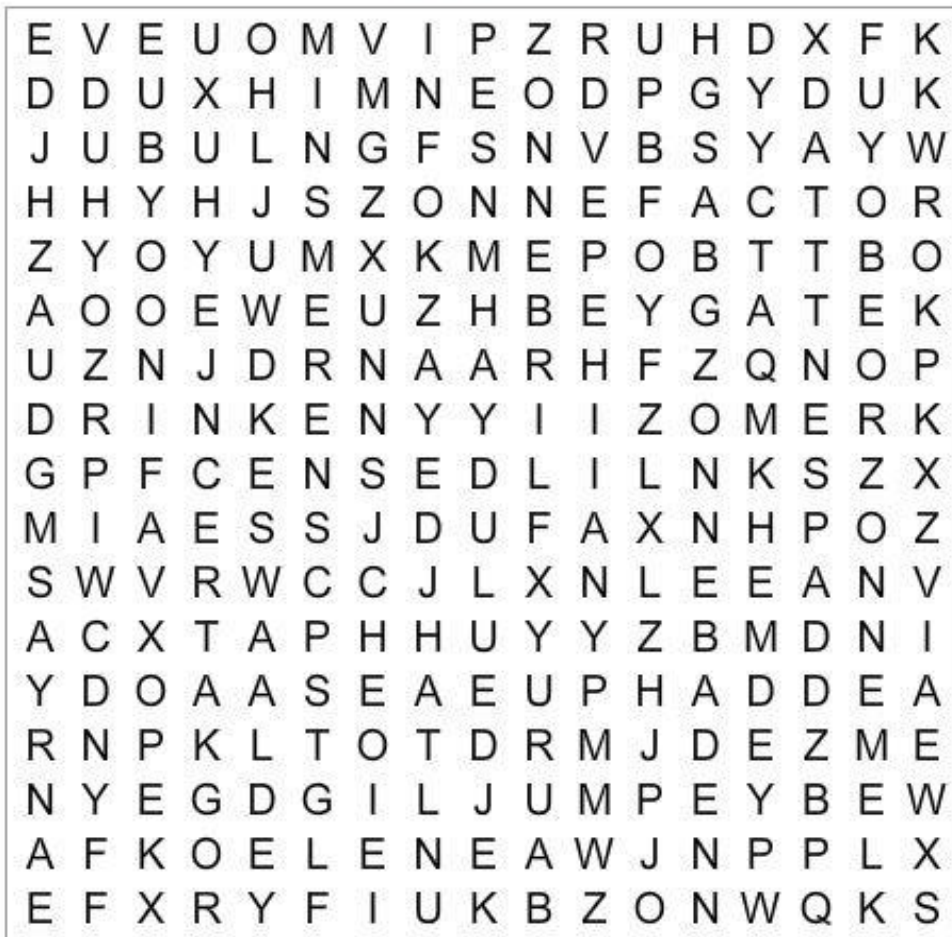 E V E U O M V I P Z R U H D X F K
D D U X H I M N E O D P G Y D U K
J U B U L N G F S N V B S Y A Y W
H H Y H J S Z O N N E F A C T O R
Z Y O Y U M X K M E P O B T T B O
A O O E W E U Z H B E Y G A T E K
U Z N J D R N A A R H F Z Q N O P
D R I N K E N Y Y I I Z O M E R K
G P F C E N S E D L I L N K S Z X
M I A E S S J D U F A X N H P O Z
S W V R W C C J L X N L E E A N V
A C X T A P H H U Y Y Z B M D N I
Y D O A A S E A E U P H A D D E A
R N P K L T O T D R M J D E Z M E
N Y E G D G I L J U M P E Y B E W
A F K O E L E N E A W J N P P L X
E F X R Y F I U K B Z O N W Q K S